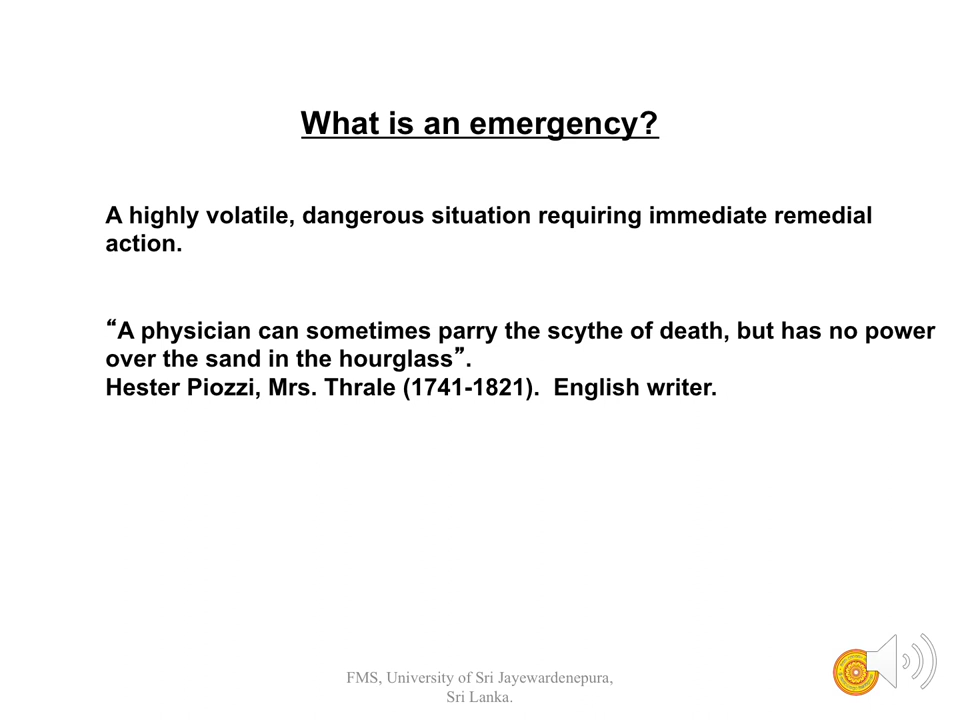 What is an emergency?
A highly volatile, dangerous situation requiring immediate remedial
action.
“A physician can sometimes parry the scythe of death, but has no power
over the sand in the hourglass”.
Hester Piozzi, Mrs. Thrale (1741-1821).  English writer.
FMS, University of Sri Jayewardenepura,
Sri Lanka.